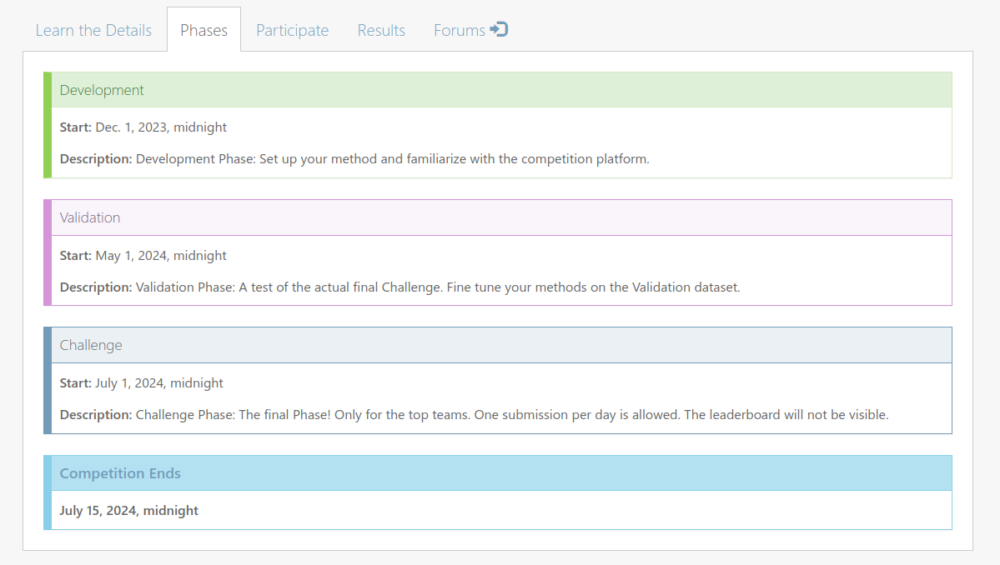 Learn the Details Phases Participate Results Forums
Development
Start: Dec. 1, 2023, midnight
Description: Development Phase: Set up your method and familiarize with the competition platform.
Validation
Start: May 1, 2024, midnight
Description: Validation Phase: A test of the actual final Challenge. Fine tune your methods on the Validation dataset.
Challenge
Start: July 1, 2024, midnight
Description: Challenge Phase: The final Phase! Only for the top teams. One submission per day is allowed. The leaderboard will not be visible.
Competition Ends
July 15, 2024, midnight